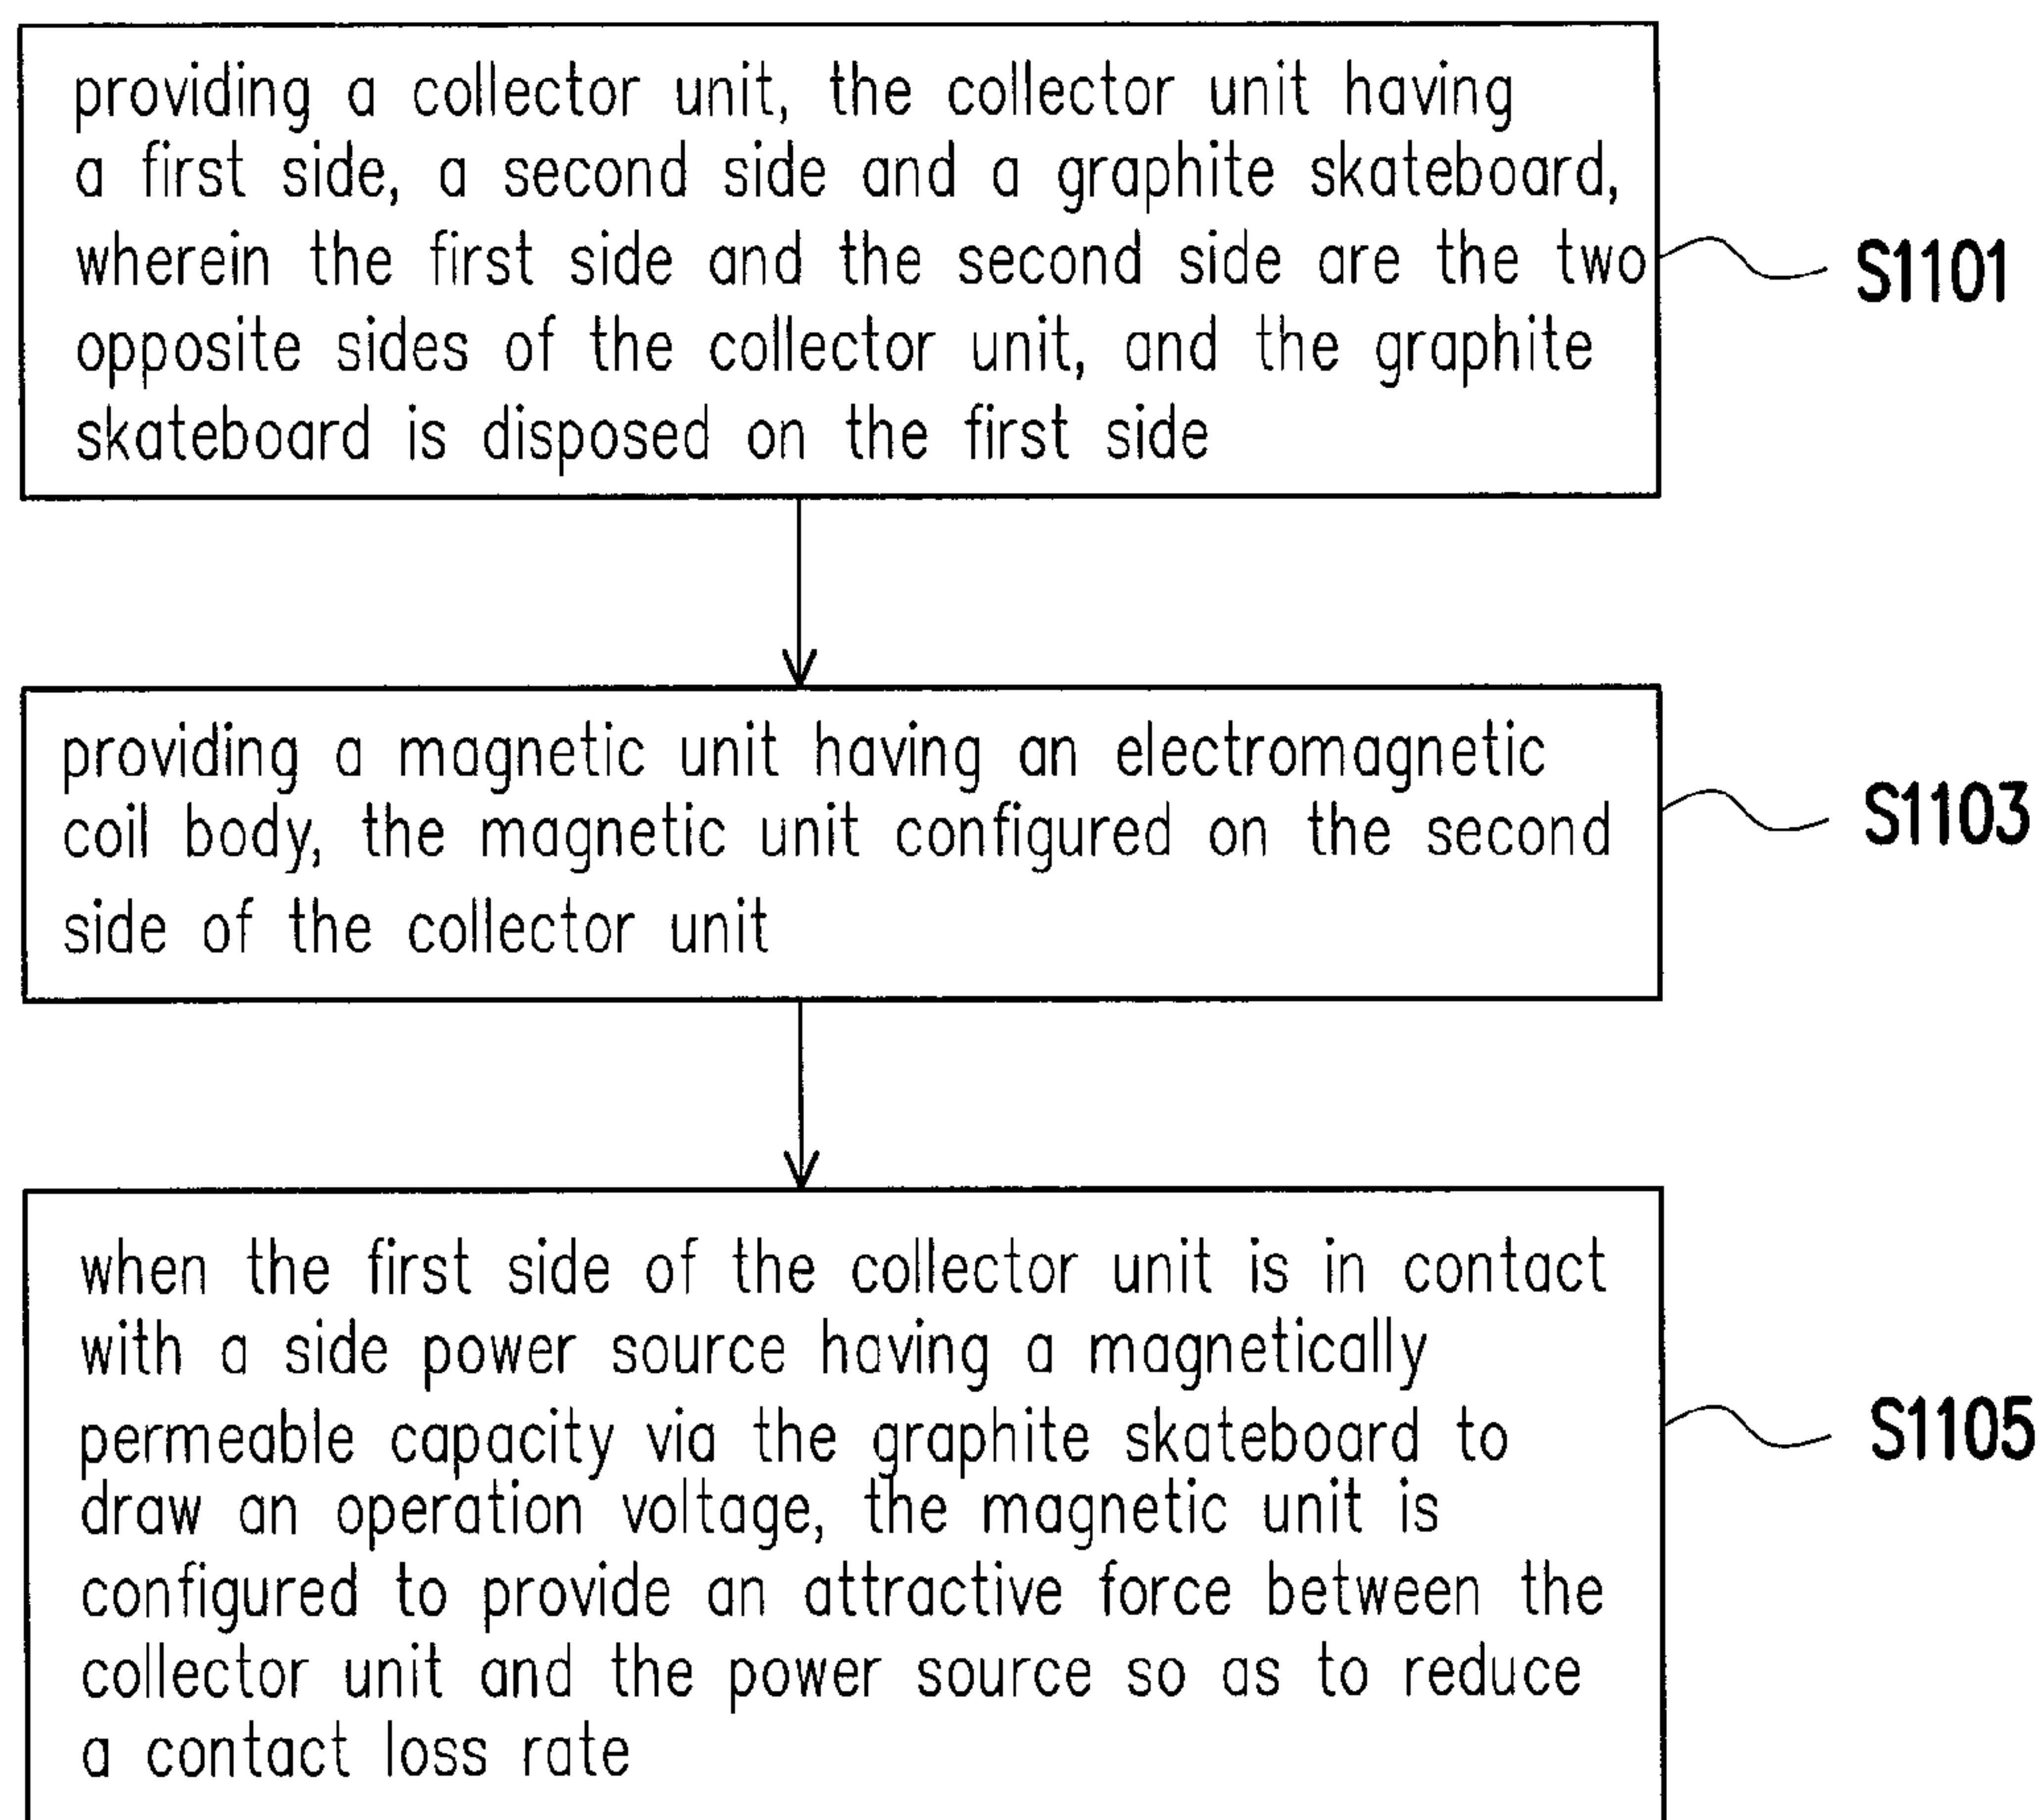 providing a collector unit, the collector unit having
a first side, a second side and a graphite skateboard,
wherein the first side and the second side are the two
opposite sides of the collector unit, and the graphite
skateboard is disposed on the first side
S1101
providing a magnetic unit having an electromagnetic
coil body, the magnetic unit configured on the second
side of the collector unit
S1103
when the first side of the collector unit is in contact
with a side power source having a magnetically
permeable capacity via the graphite skateboard to
draw an operation voltage, the magnetic unit is
configured to provide an attractive force between the
collector unit and the power source so as to reduce
a contact loss rate
S1105